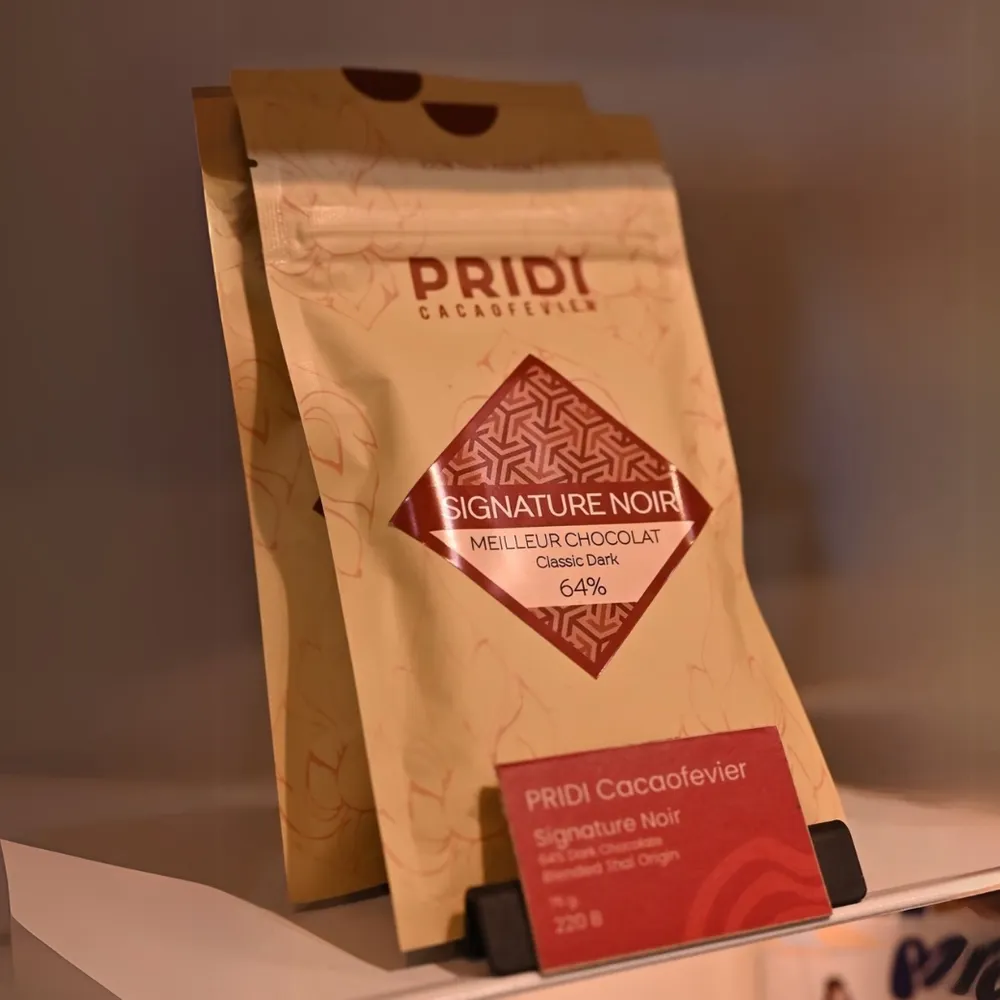 PRIDI
CACAOFEVIER
SIGNATURE NOIR
MEILLEUR CHOCOLAT
Classic Dark
64%
PRIDI Cacaofevier
Signature Noir
64% Dark Chocolate
Blended Thai Origin
220 B